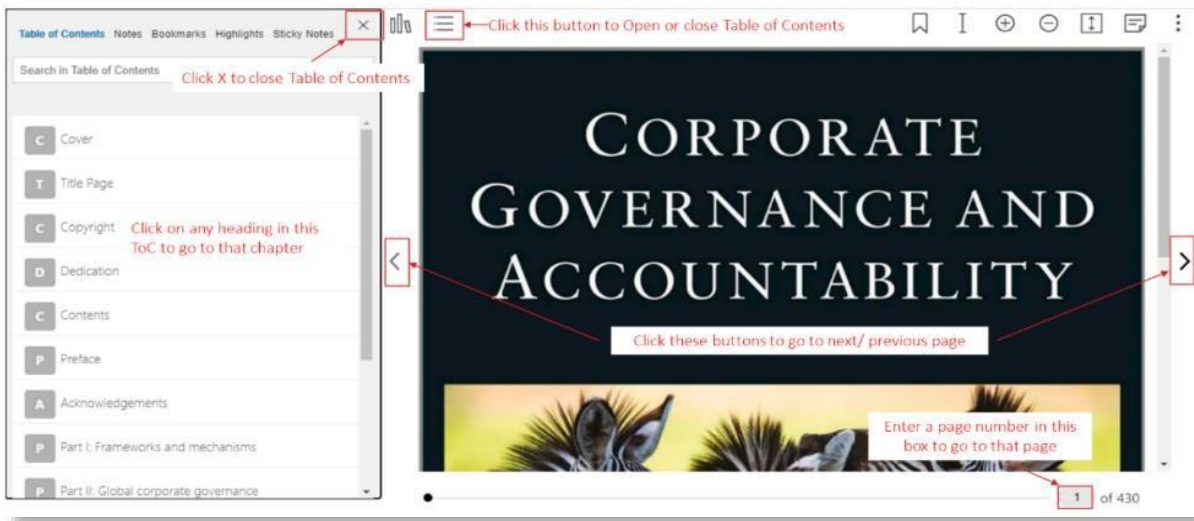 Click this button to Open or close Table of Contents
Table of Contents Notes Bookmarks Highlights Sticky Notes
Search in Table of Contents
Click X to close Table of Contents
C Cover
T Title Page
C Copyright
Click on any heading in this
ToC to go to that chapter
D Dedication
C Contents
P Preface
A Acknowledgements
P Part I: Frameworks and mechanisms
P Part II: Global corporate governance
CORPORATE
GOVERNANCE AND
ACCOUNTABILITY
Click these buttons to go to next/ previous page
Enter a page number in this
box to go to that page
1 of 430